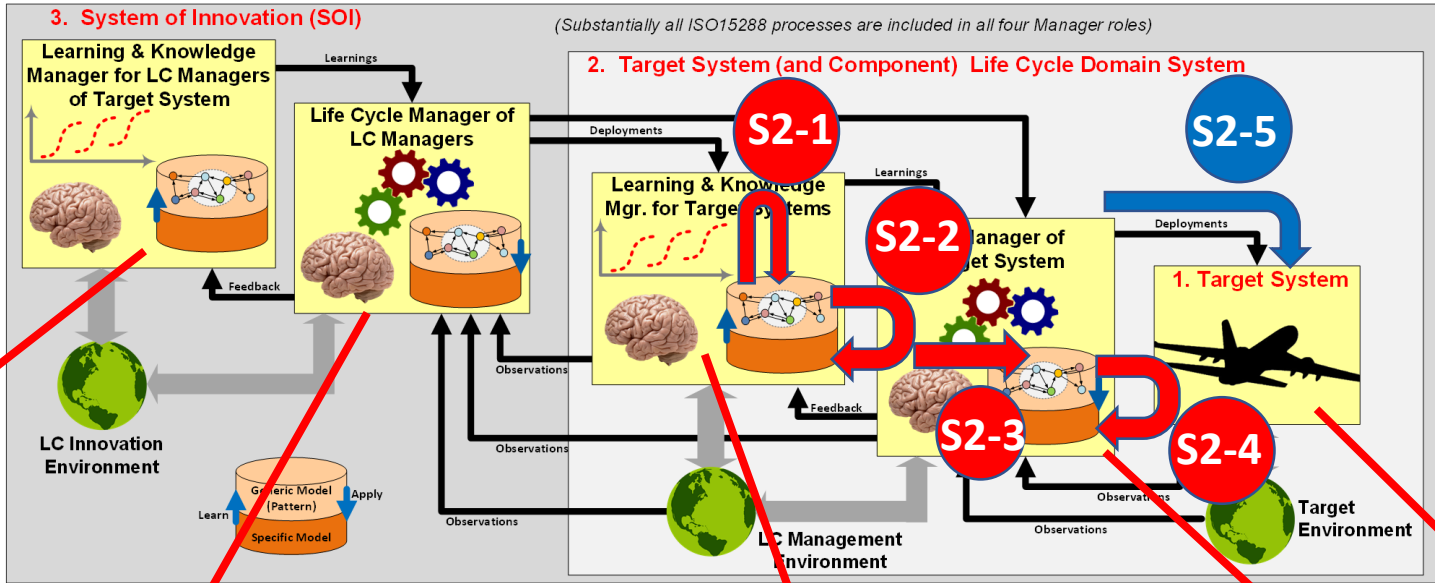 3. System of Innovation (SOI)
(Substantially all ISO15288 processes are included in all four Manager roles)
2. Target System (and Component) Life Cycle Domain System
Learning & Knowledge
Manager for LC Managers
of Target System
Learnings
Life Cycle Manager of
LC Managers
Deployments
S2-1
S2-5
Learning & Knowledge
Mgr. for Target Systems
Learnings
S2-2
Manager of
System
Deployments
1. Target System
Feedback
Observations
Feedback
S2-3
S2-4
LC Innovation
Environment
Observations
Observations
Observations
Observations
Generic Model
(Pattern)
Learn
Apply
Specific Model
LC Management
Environment
Target
Environment